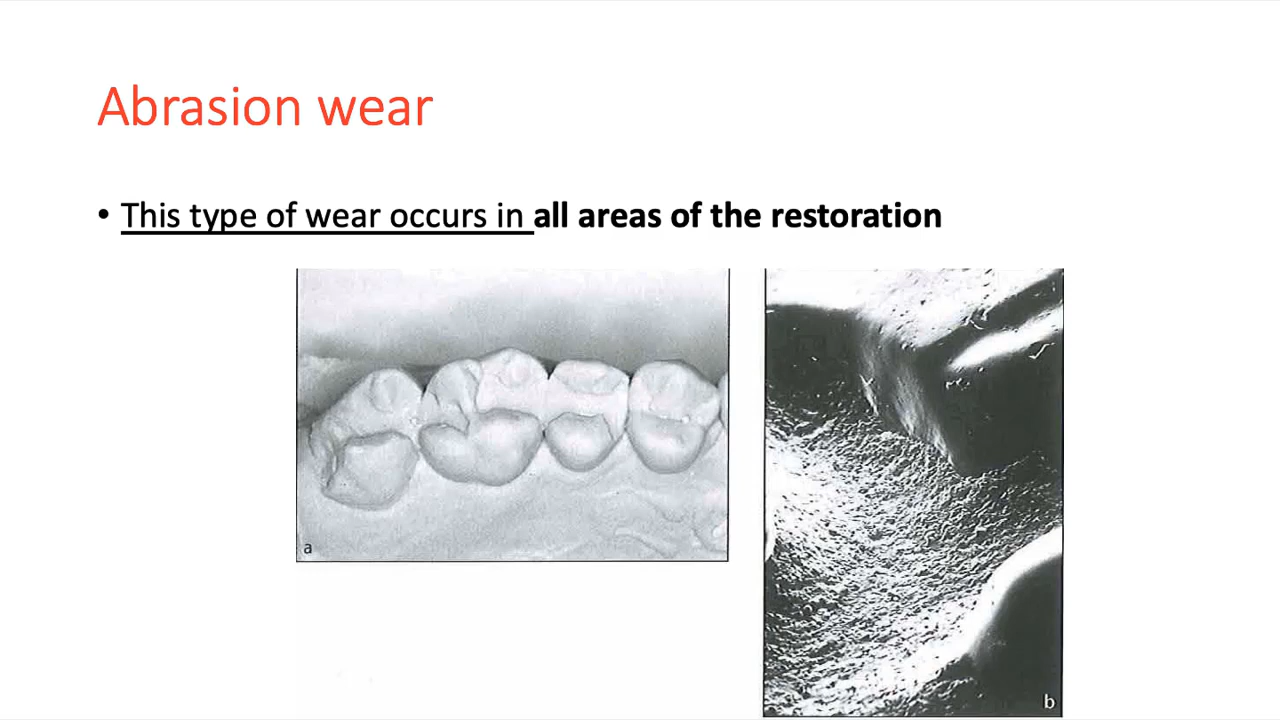 Abrasion wear
• This type of wear occurs in all areas of the restoration
a
b